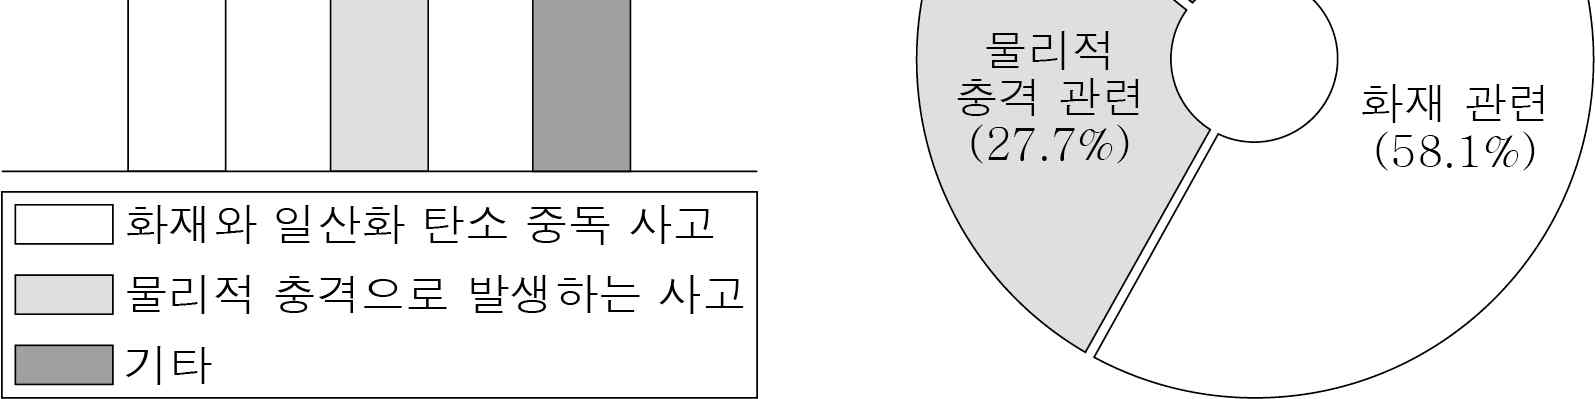 화재와 일산화 탄소 중독 사고
물리적 충격으로 발생하는 사고
기타
물리적
충격 관련
(27.7%)
화재 관련
(58.1%)